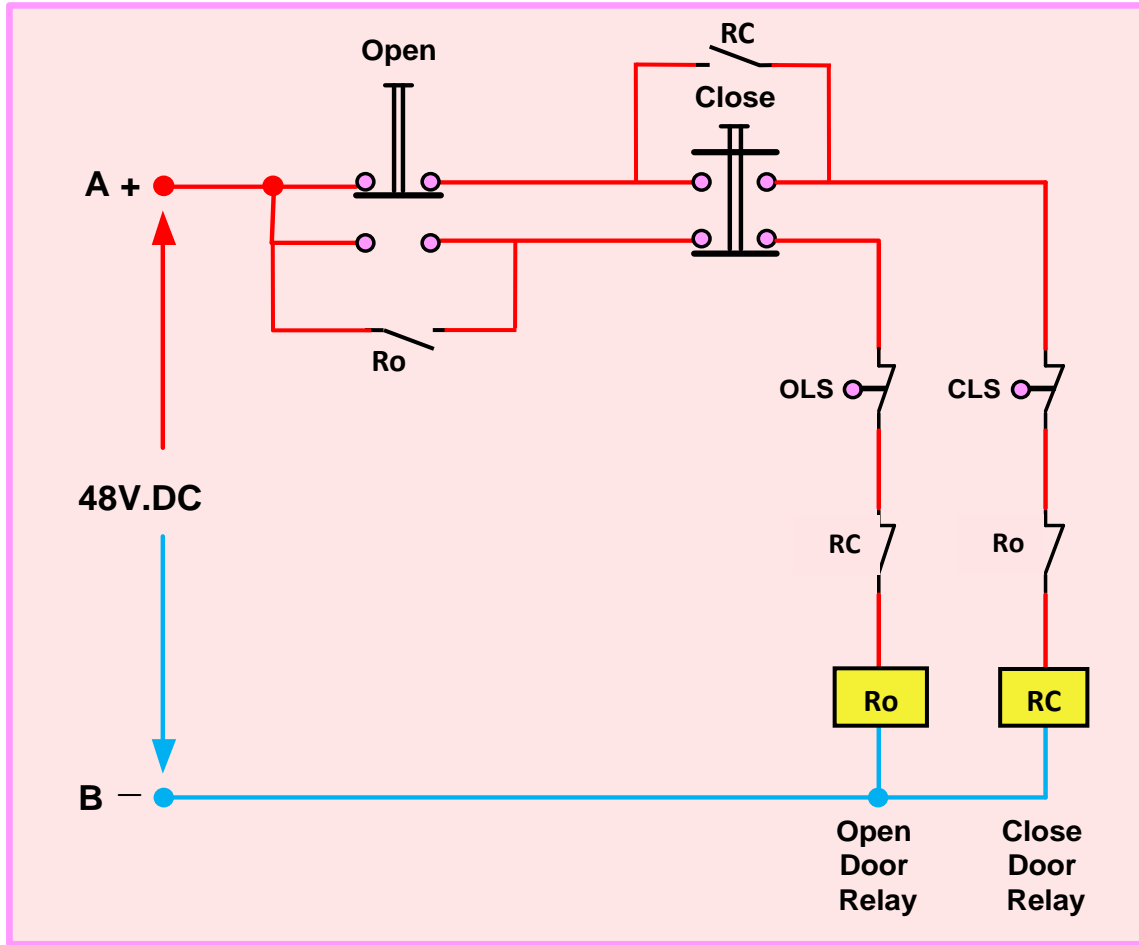 RC
Open
Close
A +
Ro
OLS
CLS
48V.DC
RC
Ro
Ro
RC
B —
Open
Door
Relay
Close
Door
Relay